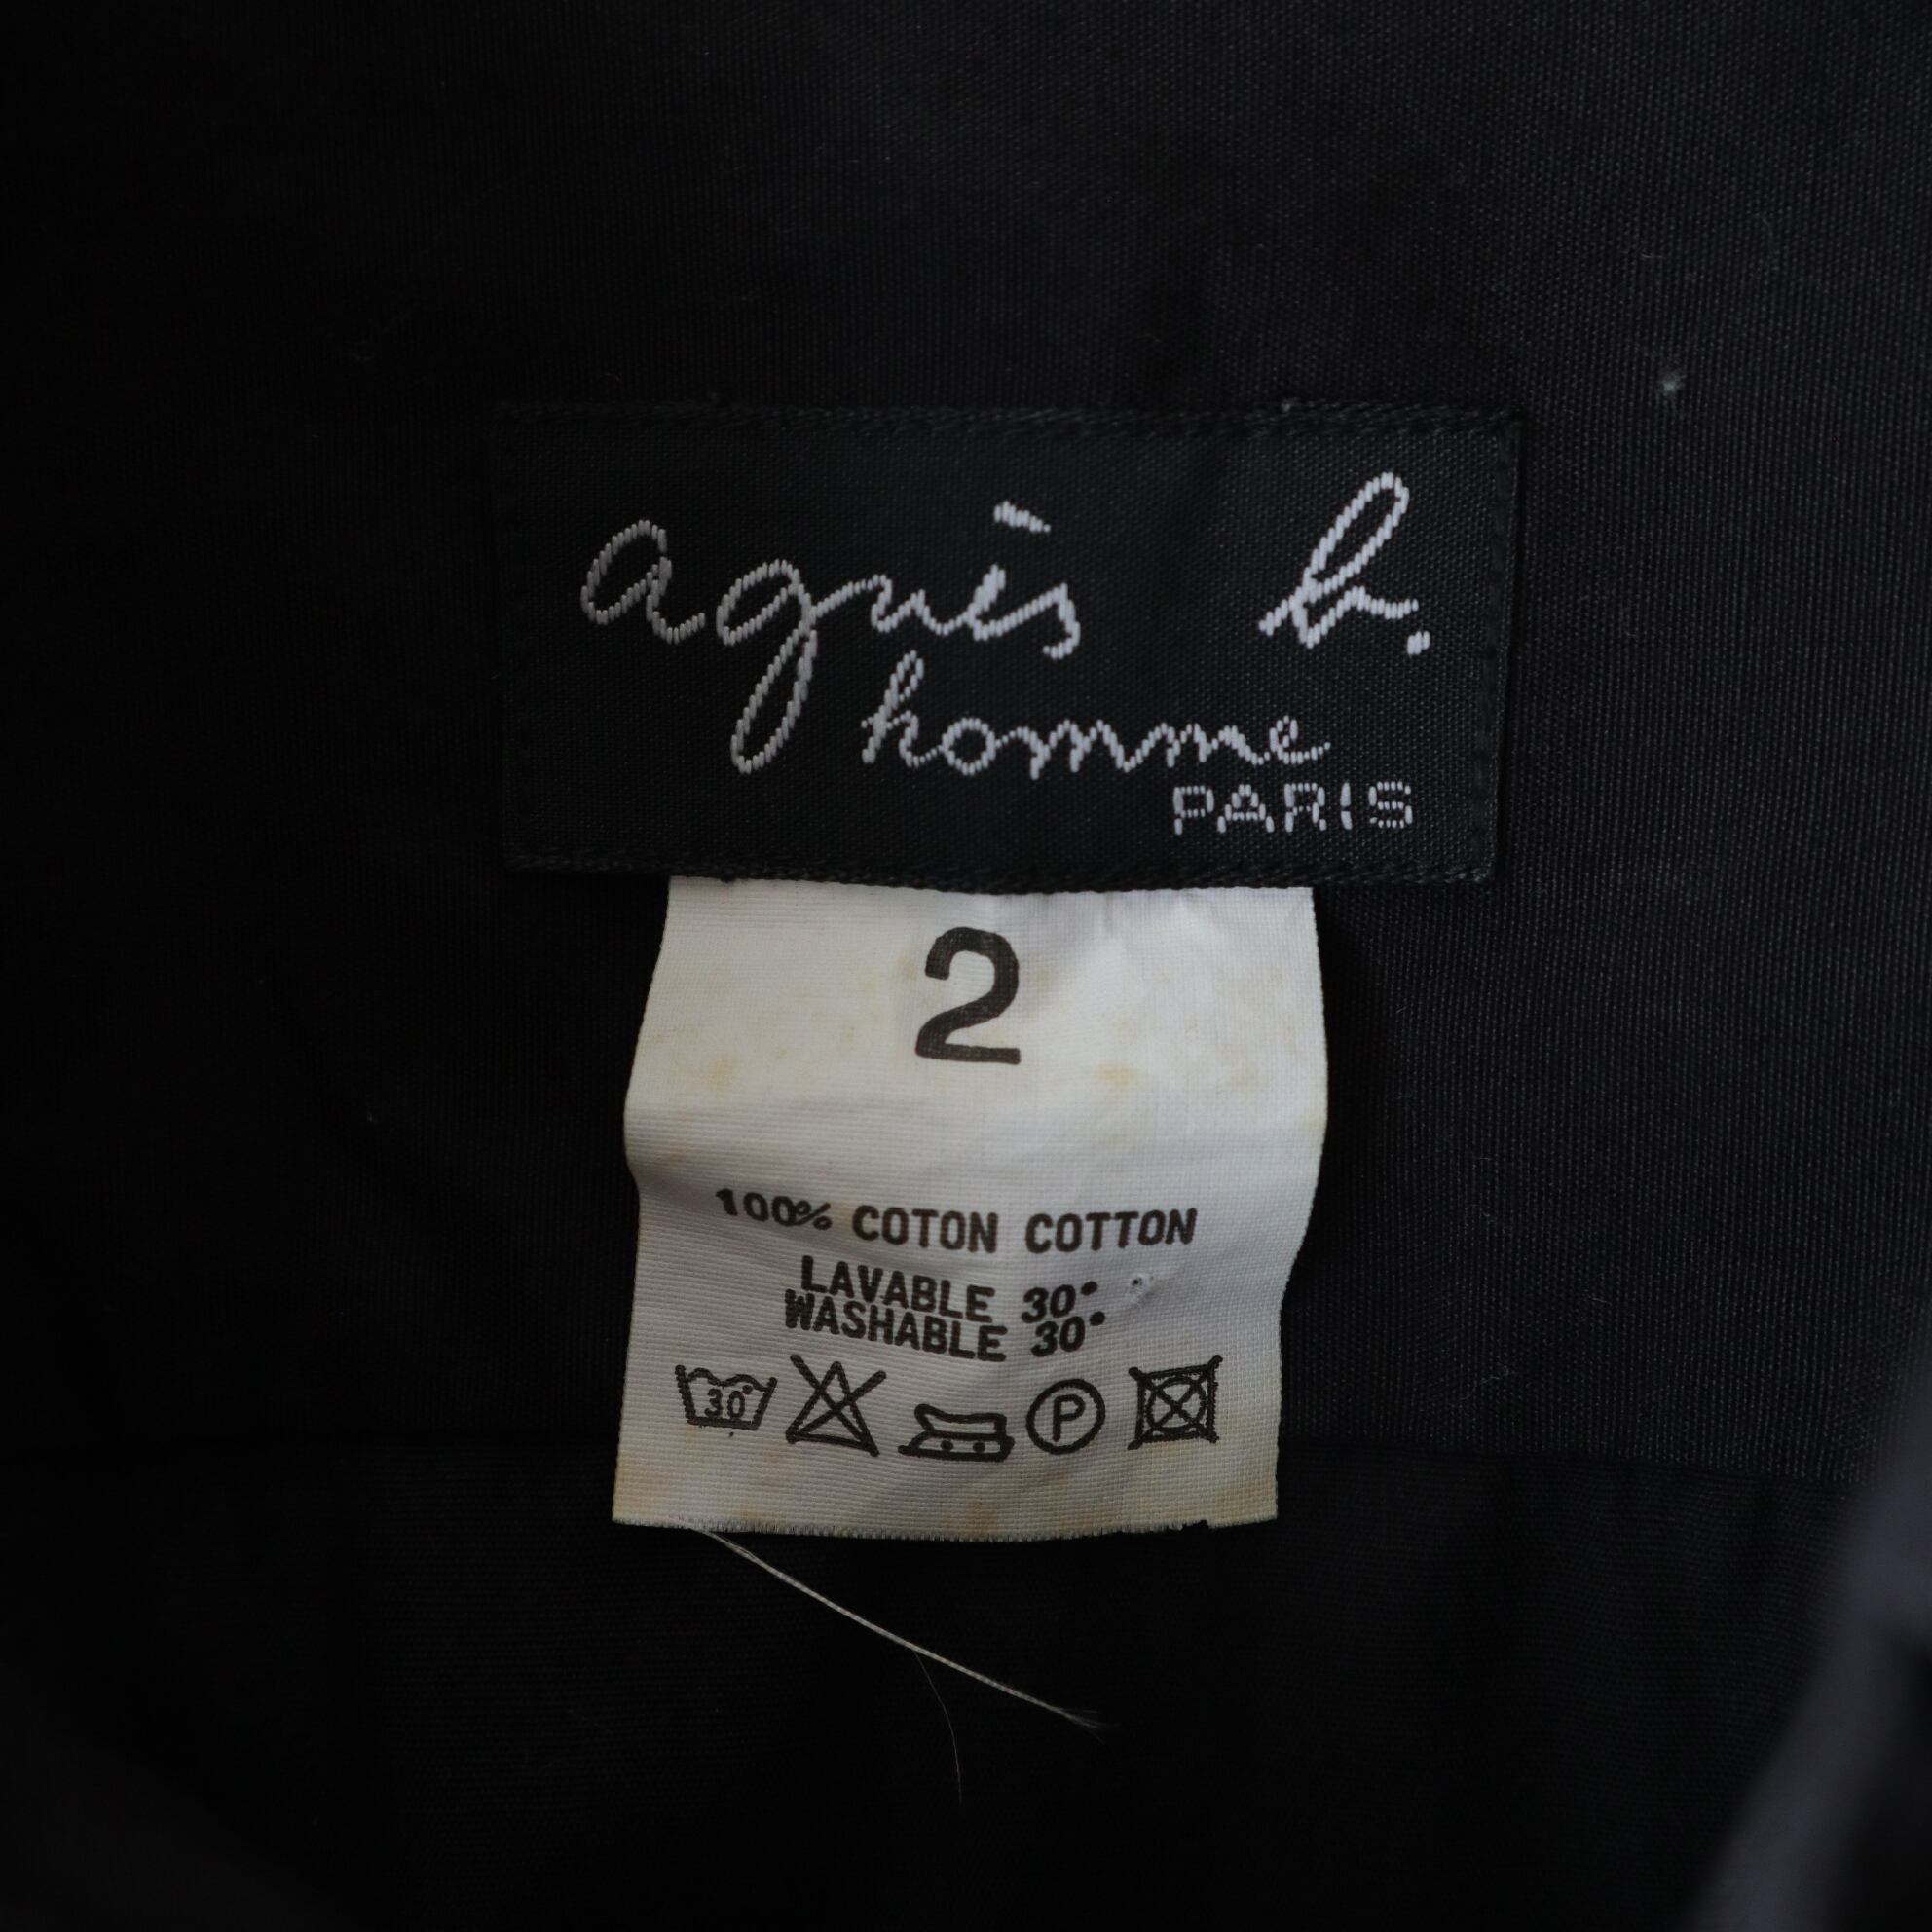 agnès b.
homme
PARIS
2
100% COTON COTTON
LAVABLE 30°
WASHABLE 30°
30°
P